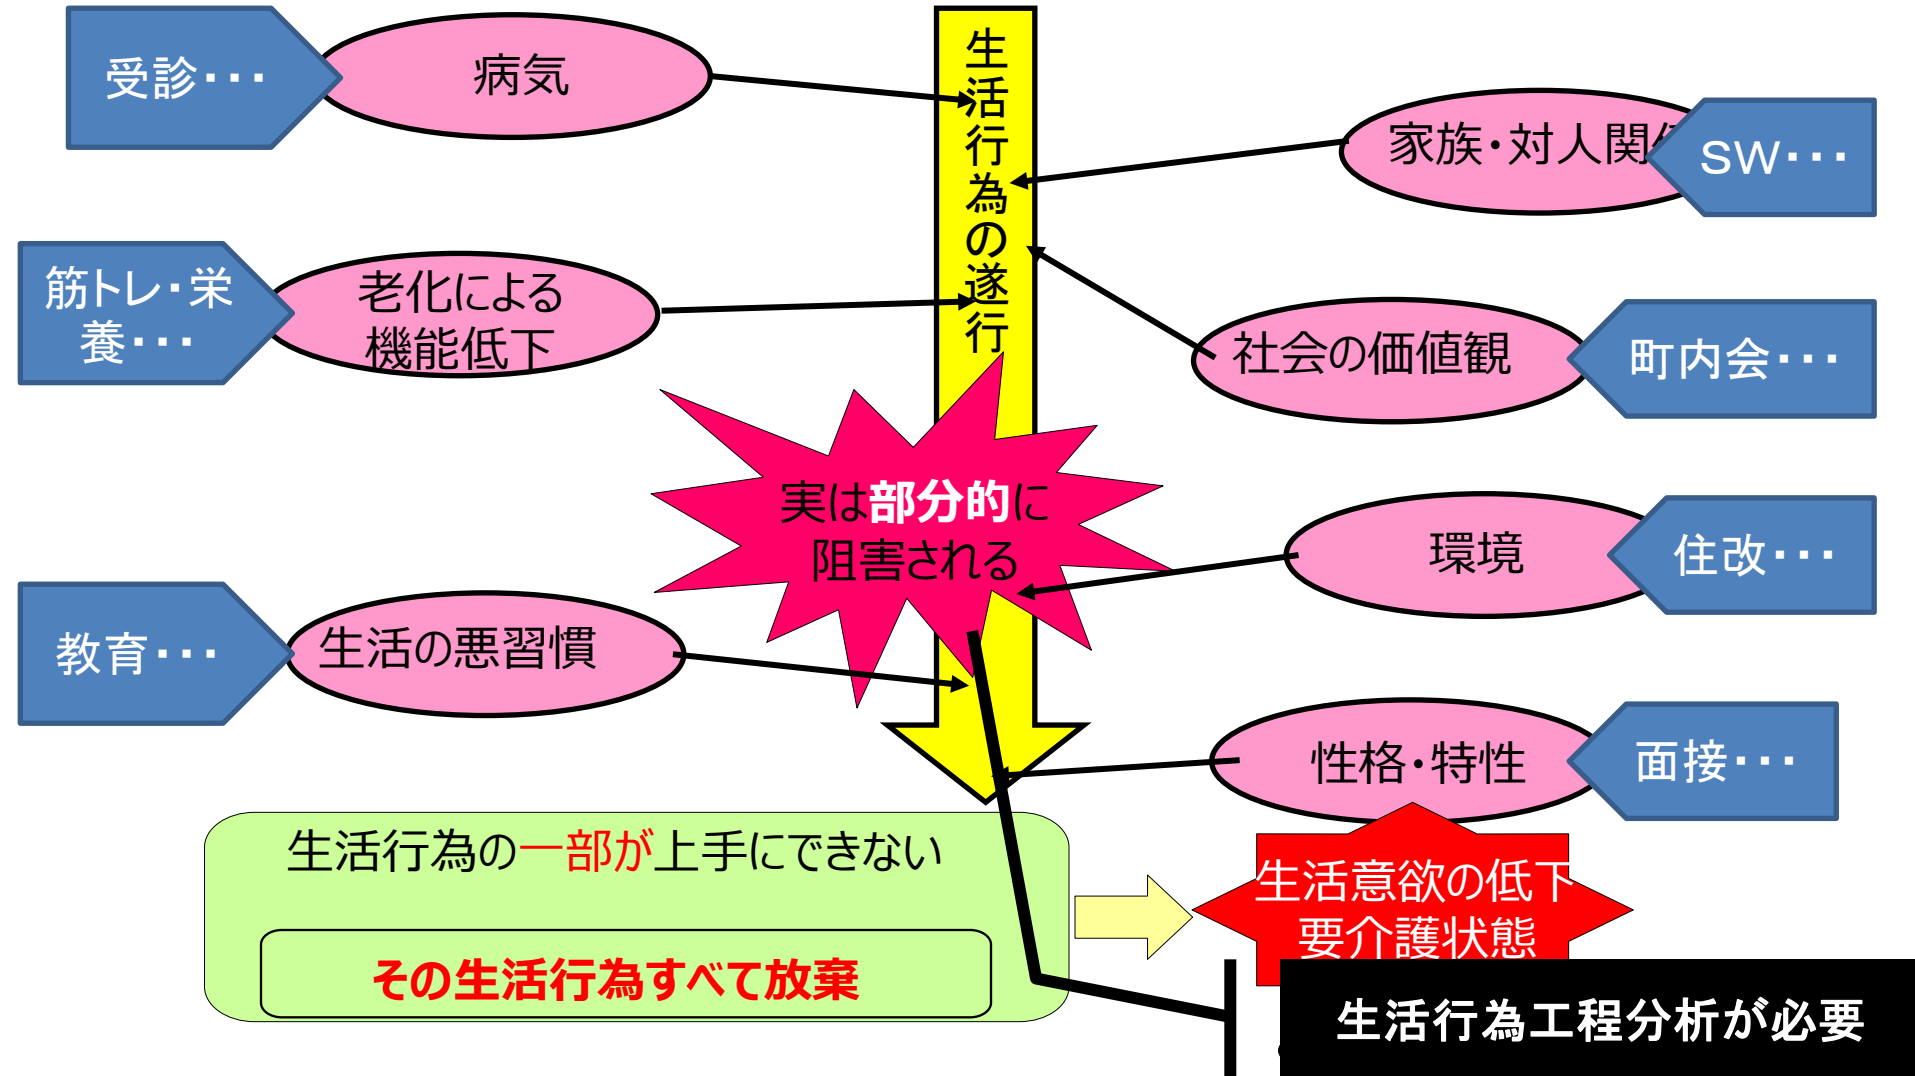 受診･･･
病気
生活行為の遂行
家族・対人関
SW･･･
筋トレ・栄
養･･･
老化による
機能低下
社会の価値観
町内会･･･
実は部分的に
阻害される
環境
住改･･･
教育･･･
生活の悪習慣
性格・特性
面接･･･
生活行為の一部が上手にできない
その生活行為すべて放棄
生活意欲の低下
要介護状態
生活行為工程分析が必要